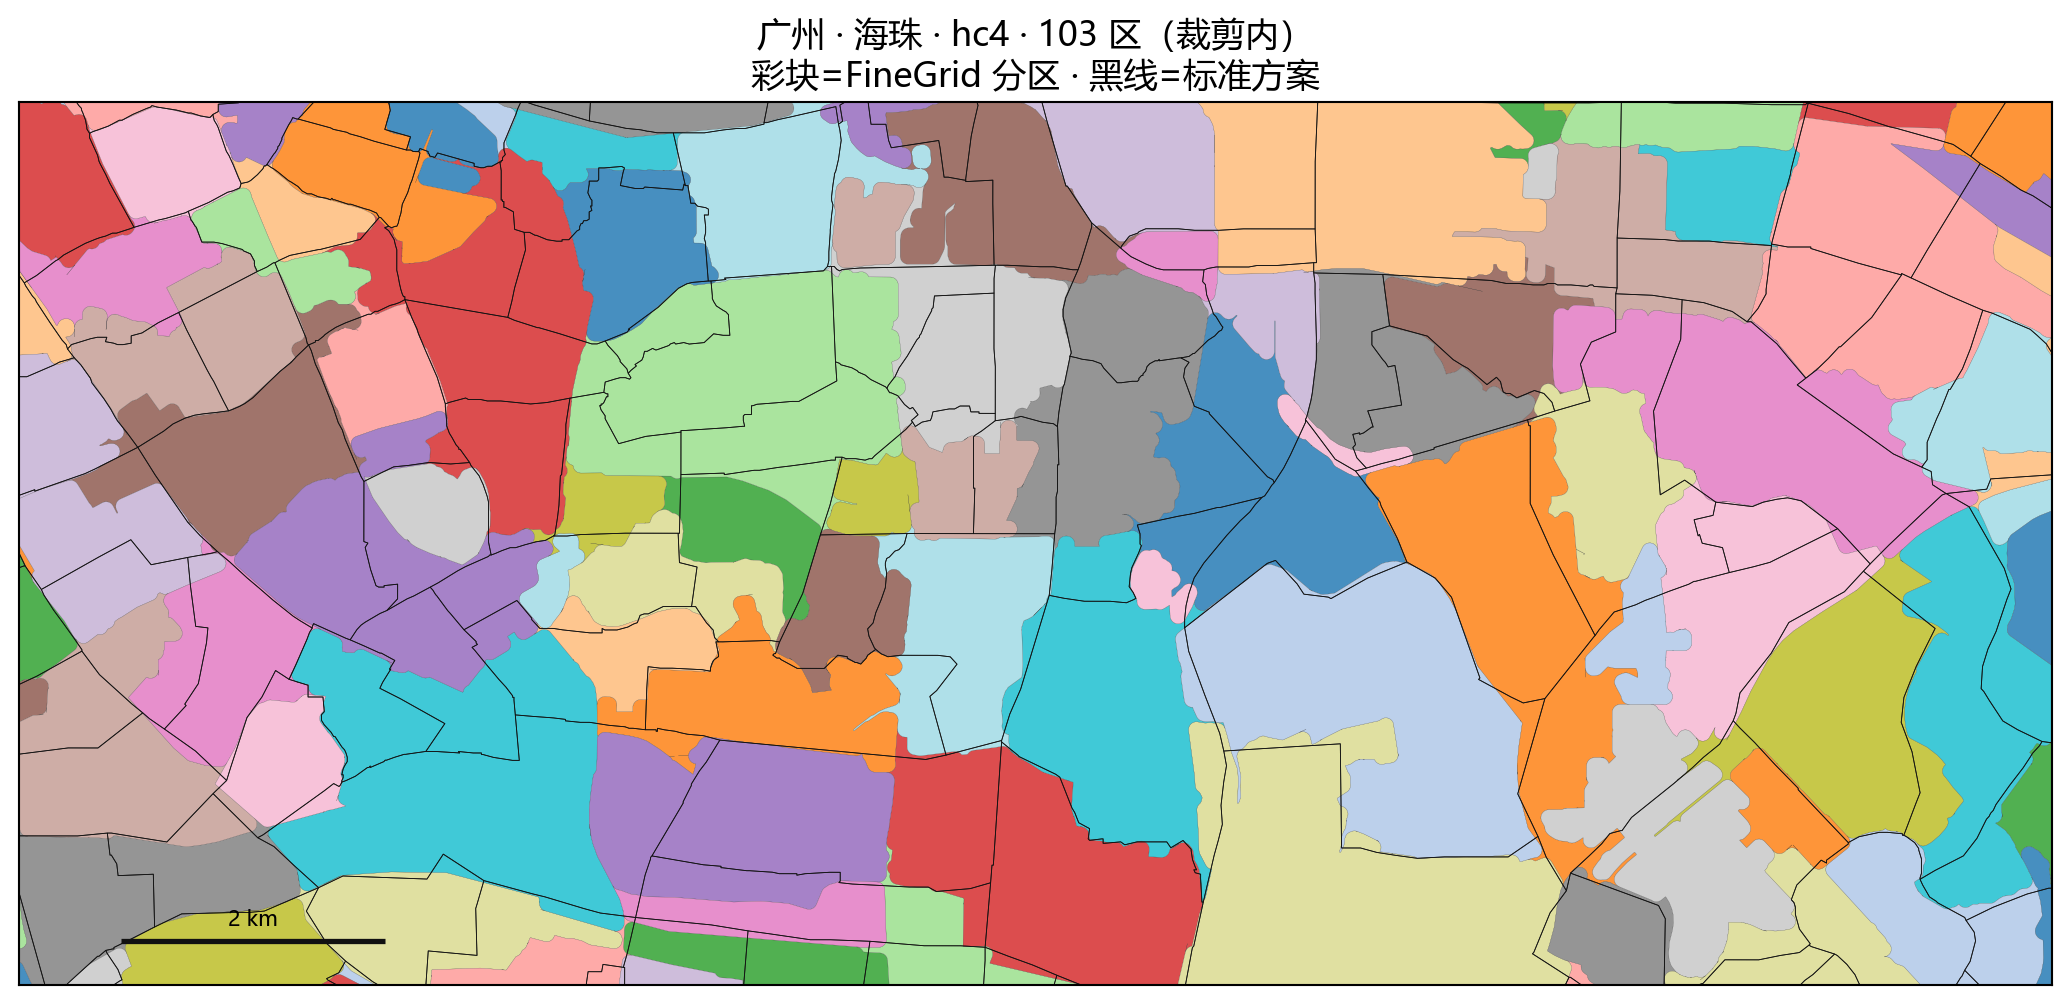 广州 · 海珠 · hc4 · 103 区（裁剪内）
彩块=FineGrid 分区 · 黑线=标准方案
2 km